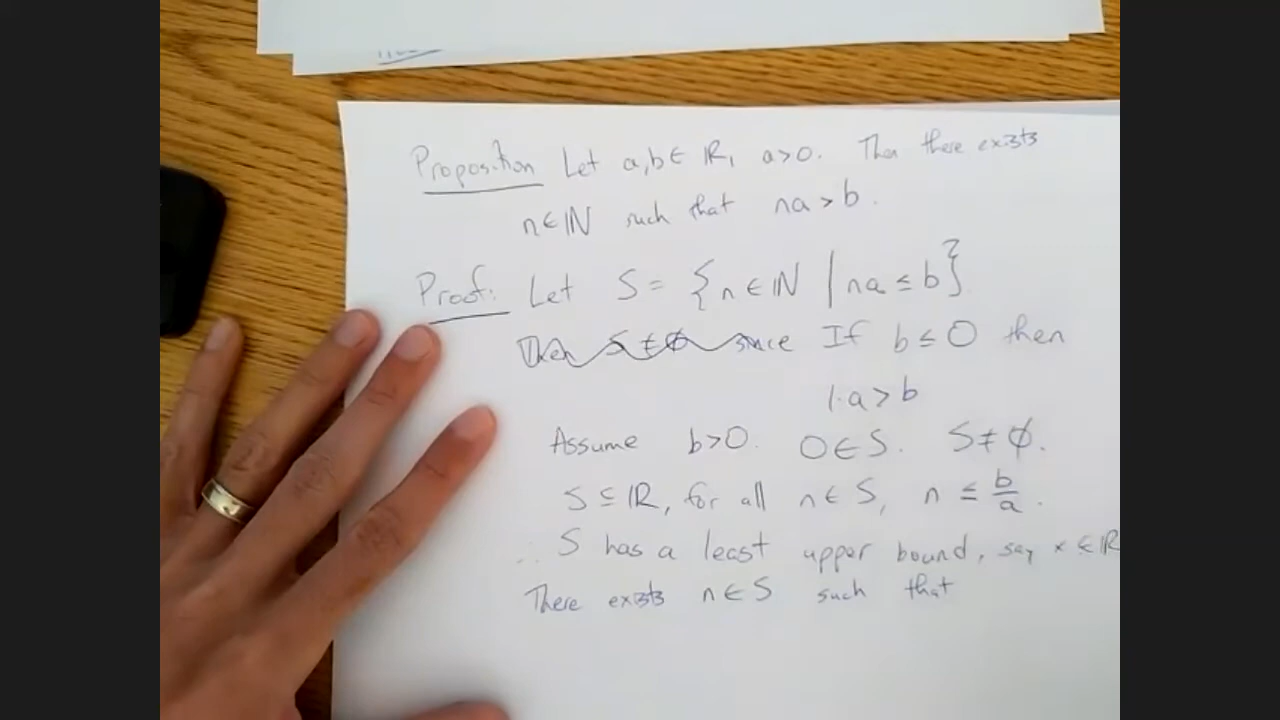 Proposition Let a,b ∈ ℝ, a>0. Then there exists
n ∈ ℕ such that na > b.
Proof: Let S = {n ∈ ℕ | na ≤ b}
Then S ≠ ∅ since If b ≤ 0 then
1·a > b
Assume b>0. 0 ∈ S. S ≠ ∅.
S ⊆ ℝ, for all n ∈ S, n ≤ b/a.
∴ S has a least upper bound, say x ∈ ℝ
There exists n ∈ S such that